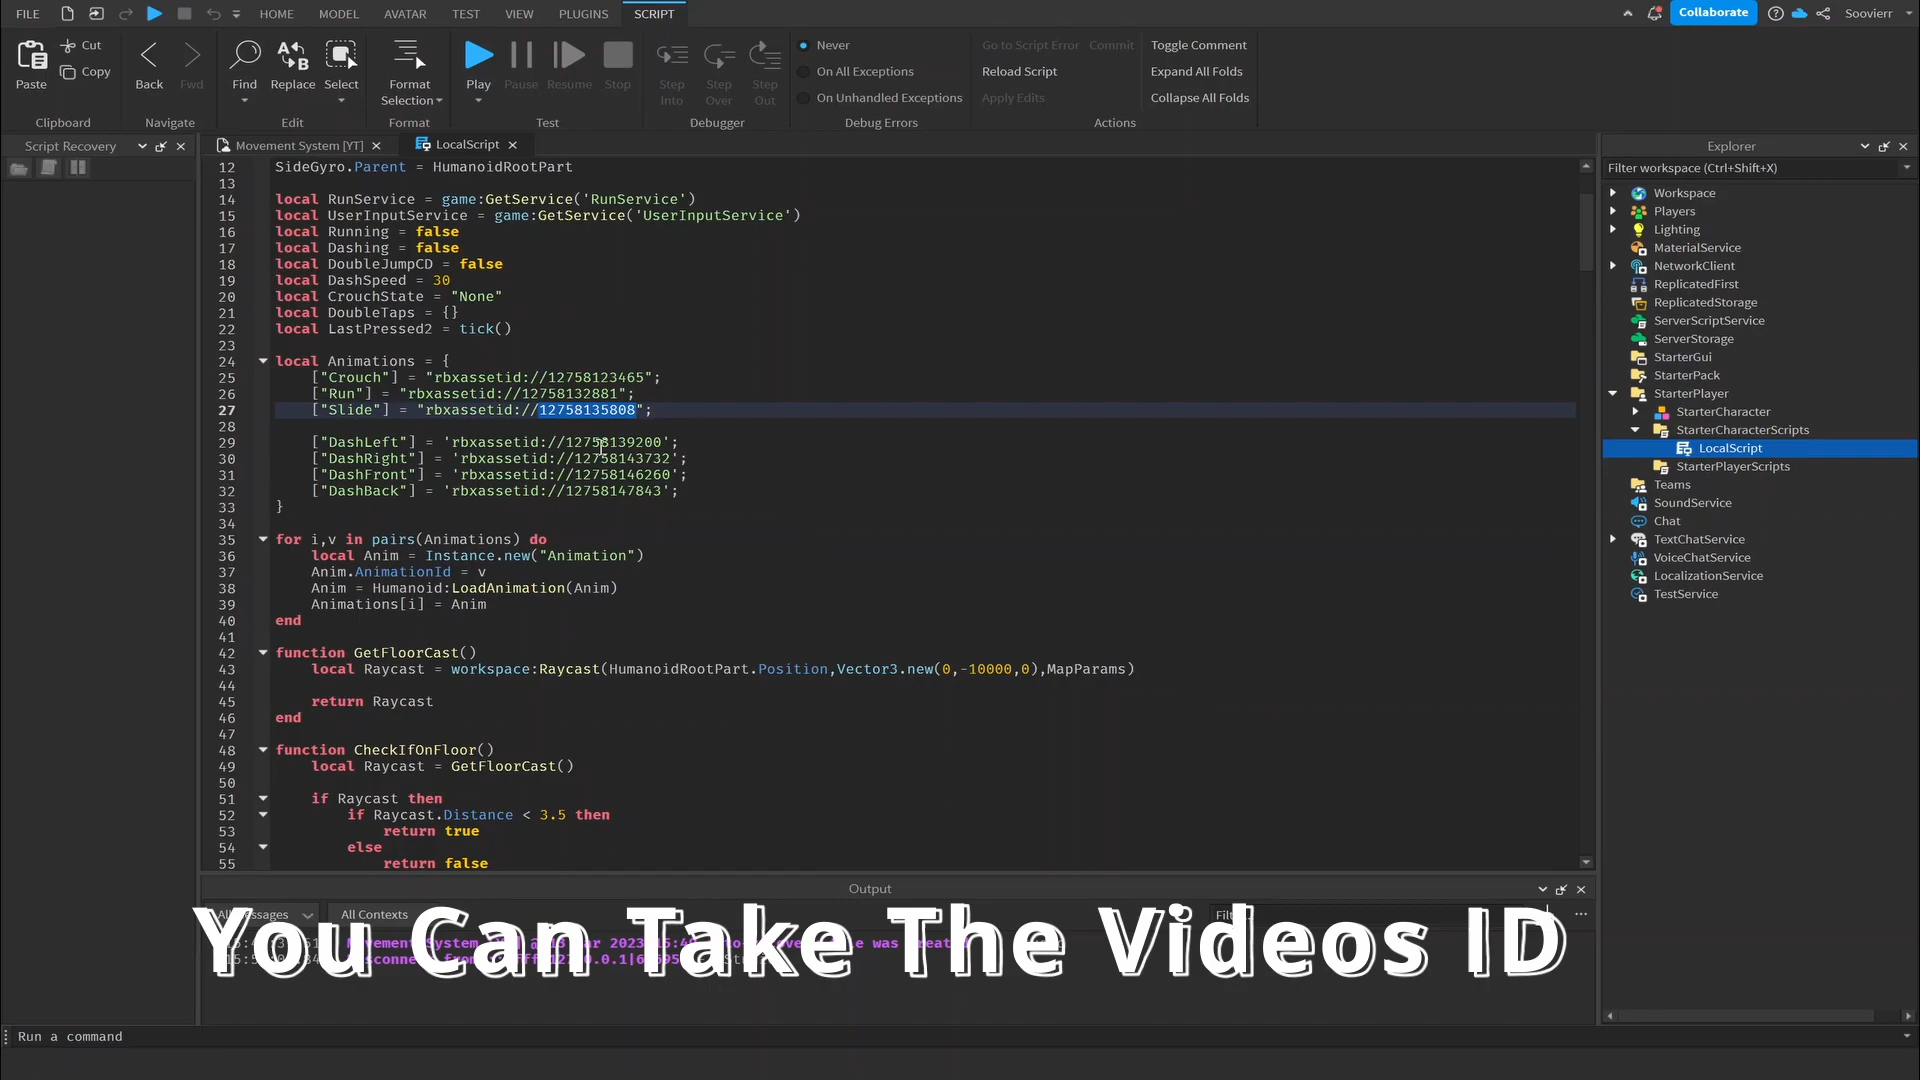 FILE HOME MODEL AVATAR TEST VIEW PLUGINS SCRIPT Collaborate Soovierr
Paste Cut Copy Clipboard
Back Fwd Navigate
Find Replace Select Edit
Format Selection Format
Play Pause Resume Stop Test
Step Into Step Over Step Out Debugger
Never
On All Exceptions
On Unhandled Exceptions
Debug Errors
Go to Script Error Commit
Reload Script
Apply Edits
Toggle Comment
Expand All Folds
Collapse All Folds
Actions
Script Recovery
Movement System [YT] LocalScript
12 SideGyro.Parent = HumanoidRootPart
13
14 local RunService = game:GetService('RunService')
15 local UserInputService = game:GetService('UserInputService')
16 local Running = false
17 local Dashing = false
18 local DoubleJumpCD = false
19 local DashSpeed = 30
20 local CrouchState = "None"
21 local DoubleTaps = {}
22 local LastPressed2 = tick()
23
24 local Animations = {
25 ["Crouch"] = "rbxassetid://12758123465";
26 ["Run"] = "rbxassetid://12758132881";
27 ["Slide"] = "rbxassetid://12758135808";
28
29 ["DashLeft"] = 'rbxassetid://12758139200';
30 ["DashRight"] = 'rbxassetid://12758143732';
31 ["DashFront"] = 'rbxassetid://12758146260';
32 ["DashBack"] = 'rbxassetid://12758147843';
33 }
34
35 for i,v in pairs(Animations) do
36 local Anim = Instance.new("Animation")
37 Anim.AnimationId = v
38 Anim = Humanoid:LoadAnimation(Anim)
39 Animations[i] = Anim
40 end
41
42 function GetFloorCast()
43 local Raycast = workspace:Raycast(HumanoidRootPart.Position,Vector3.new(0,-10000,0),MapParams)
44
45 return Raycast
46 end
47
48 function CheckIfOnFloor()
49 local Raycast = GetFloorCast()
50
51 if Raycast then
52 if Raycast.Distance < 3.5 then
53 return true
54 else
55 return false
Explorer
Filter workspace (Ctrl+Shift+X)
Workspace
Players
Lighting
MaterialService
NetworkClient
ReplicatedFirst
ReplicatedStorage
ServerScriptService
ServerStorage
StarterGui
StarterPack
StarterPlayer
StarterCharacter
StarterCharacterScripts
LocalScript
StarterPlayerScripts
Teams
SoundService
Chat
TextChatService
VoiceChatService
LocalizationService
TestService
Output
All Messages All Contexts
You Can Take The Videos ID
Run a command